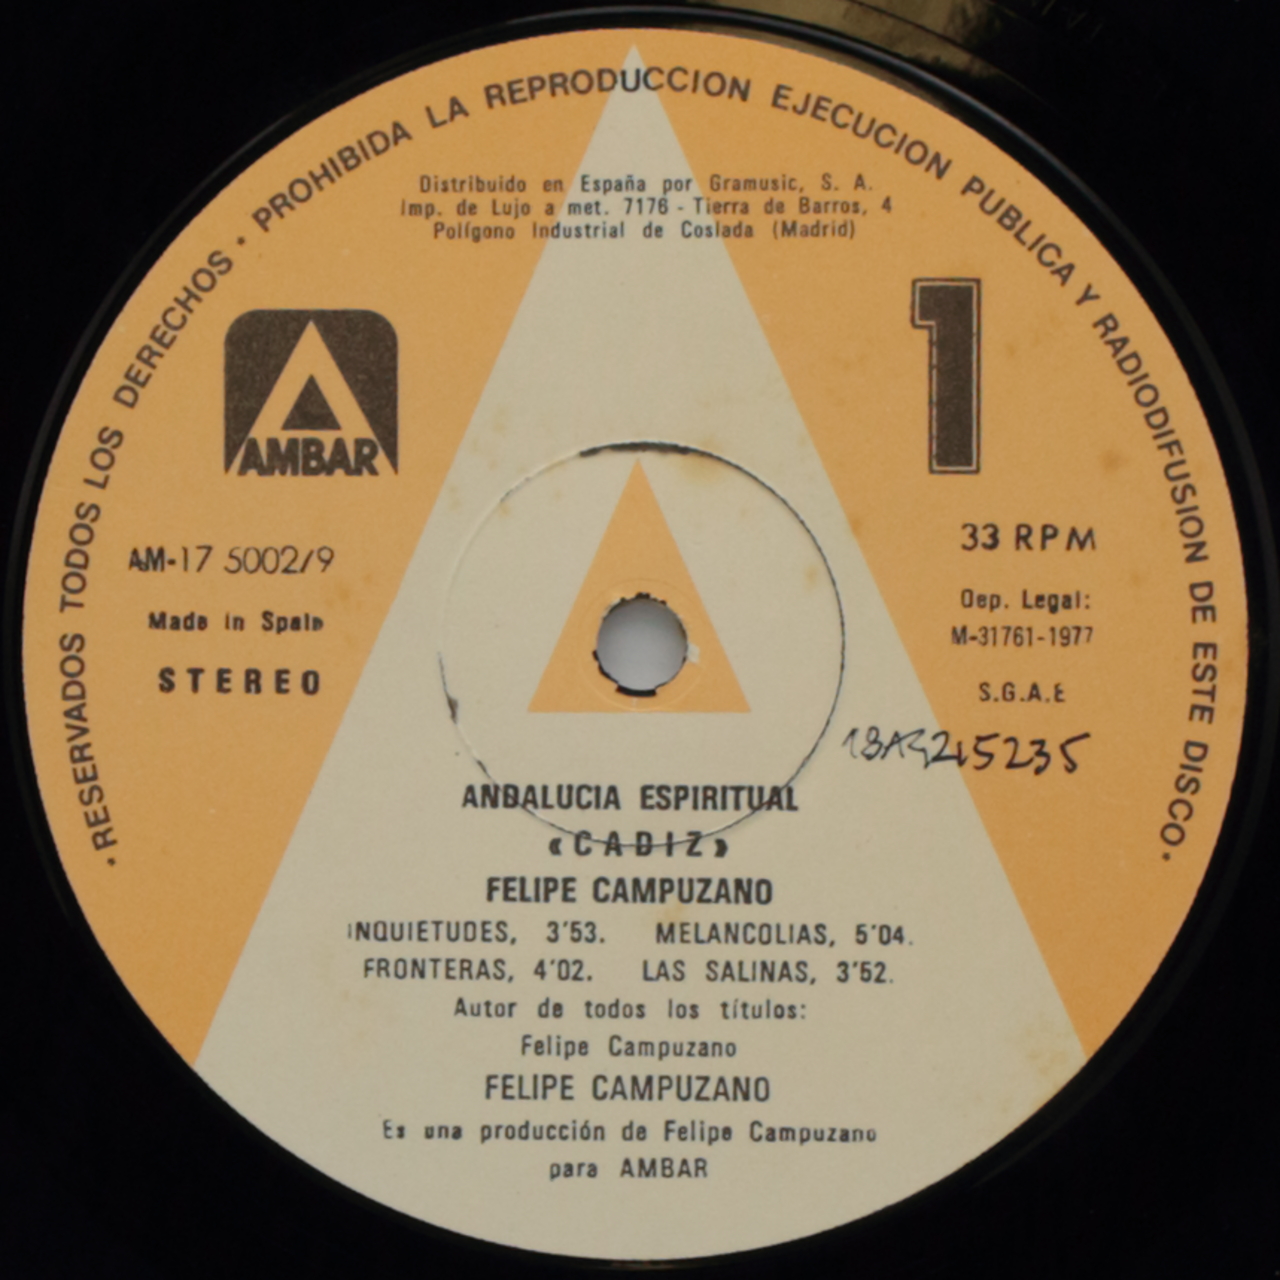 · RESERVADOS TODOS LOS DERECHOS · PROHIBIDA LA REPRODUCCION EJECUCION PUBLICA Y RADIODIFUSION DE ESTE DISCO.
Distribuido en España por Gramusic, S. A.
Imp. de Lujo a met. 7176 - Tierra de Barros, 4
Polígono Industrial de Coslada (Madrid)
1
AMBAR
AM-17 5002/9
Made in Spain
STEREO
33 RPM
Dep. Legal:
M-31761-1977
S.G.A.E
ANDALUCIA ESPIRITUAL
«CADIZ»
FELIPE CAMPUZANO
INQUIETUDES, 3'53. MELANCOLIAS, 5'04.
FRONTERAS, 4'02. LAS SALINAS, 3'52.
Autor de todos los títulos:
Felipe Campuzano
FELIPE CAMPUZANO
Es una producción de Felipe Campuzano
para AMBAR